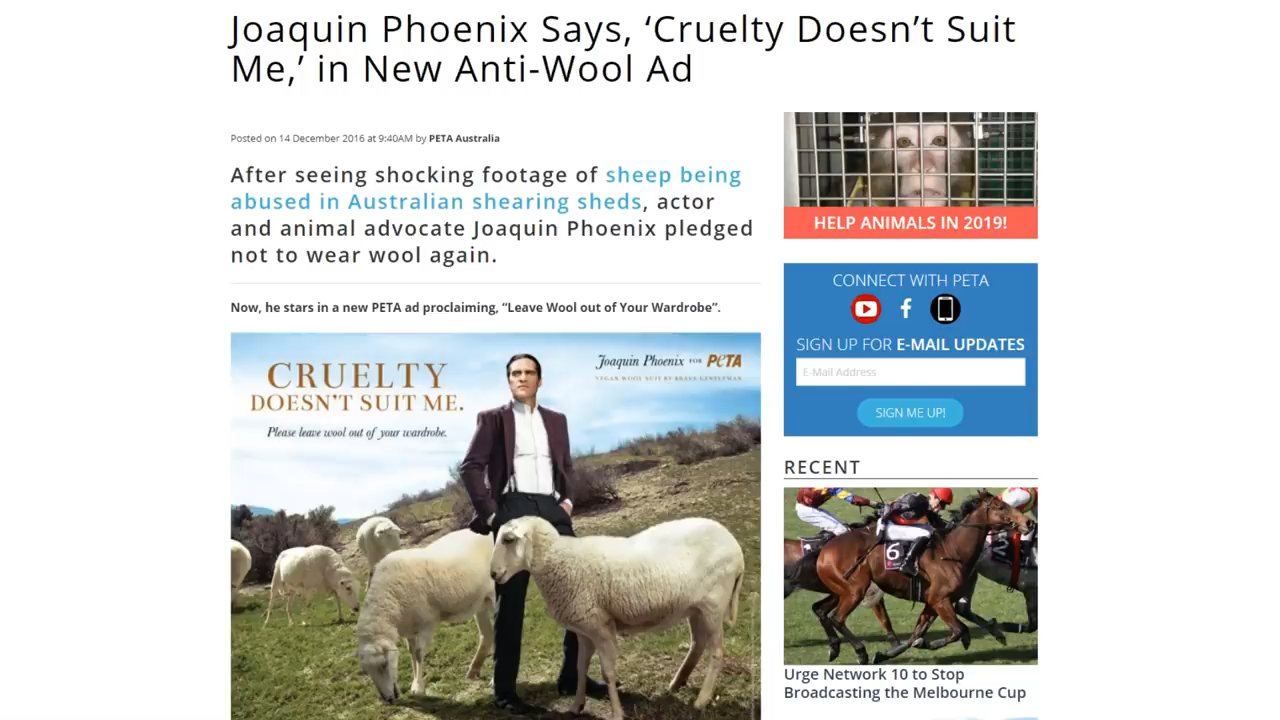 Joaquin Phoenix Says, ‘Cruelty Doesn’t Suit
Me,’ in New Anti-Wool Ad
Posted on 14 December 2016 at 9:40AM by PETA Australia
After seeing shocking footage of sheep being
abused in Australian shearing sheds, actor
and animal advocate Joaquin Phoenix pledged
not to wear wool again.
Now, he stars in a new PETA ad proclaiming, “Leave Wool out of Your Wardrobe”.
CRUELTY
DOESN'T SUIT ME.
Please leave wool out of your wardrobe.
Joaquin Phoenix FOR PETA
VEGAN WOOL SUIT BY BRAVE GENTLEMAN
HELP ANIMALS IN 2019!
CONNECT WITH PETA
SIGN UP FOR E-MAIL UPDATES
E-Mail Address
SIGN ME UP!
RECENT
6
Urge Network 10 to Stop
Broadcasting the Melbourne Cup